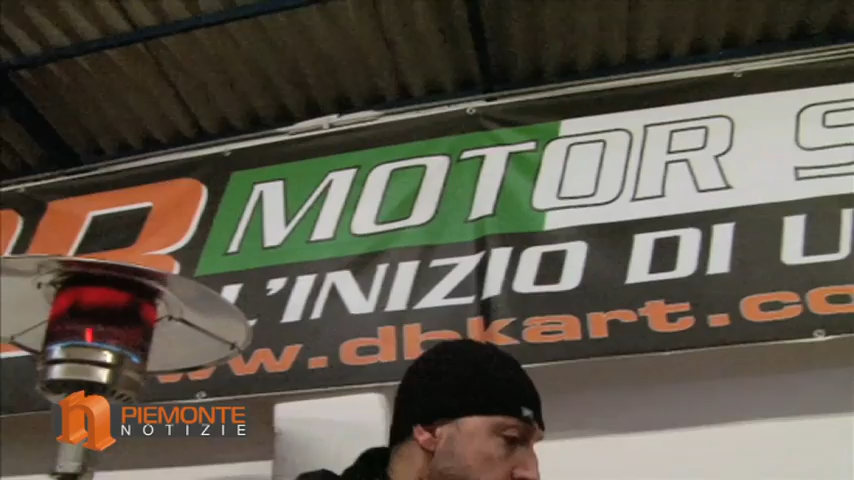 MOTOR
L'INIZIO DI U
www.dbkart.co
PIEMONTE
NOTIZIE